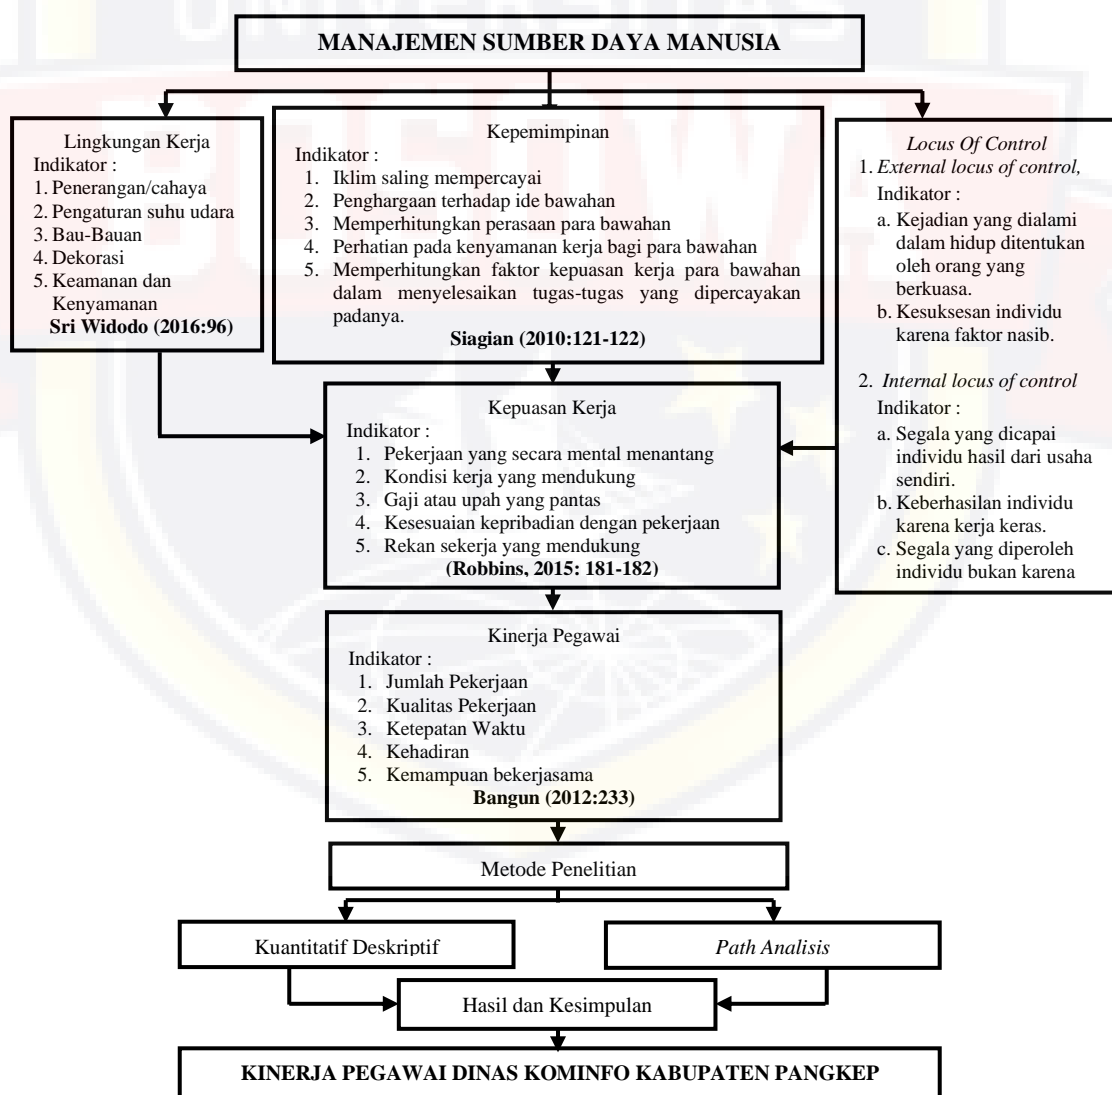 UNIVERSITAS
BOSOWA
MANAJEMEN SUMBER DAYA MANUSIA
Lingkungan Kerja
Indikator :
1. Penerangan/cahaya
2. Pengaturan suhu udara
3. Bau-Bauan
4. Dekorasi
5. Keamanan dan
Kenyamanan
Sri Widodo (2016:96)
Kepemimpinan
Indikator :
1. Iklim saling mempercayai
2. Penghargaan terhadap ide bawahan
3. Memperhitungkan perasaan para bawahan
4. Perhatian pada kenyamanan kerja bagi para bawahan
5. Memperhitungkan faktor kepuasan kerja para bawahan
dalam menyelesaikan tugas-tugas yang dipercayakan
padanya.
Siagian (2010:121-122)
Locus Of Control
1. External locus of control,
Indikator :
a. Kejadian yang dialami
dalam hidup ditentukan
oleh orang yang
berkuasa.
b. Kesuksesan individu
karena faktor nasib.
2. Internal locus of control
Indikator :
a. Segala yang dicapai
individu hasil dari usaha
sendiri.
b. Keberhasilan individu
karena kerja keras.
c. Segala yang diperoleh
individu bukan karena
Kepuasan Kerja
Indikator :
1. Pekerjaan yang secara mental menantang
2. Kondisi kerja yang mendukung
3. Gaji atau upah yang pantas
4. Kesesuaian kepribadian dengan pekerjaan
5. Rekan sekerja yang mendukung
(Robbins, 2015: 181-182)
Kinerja Pegawai
Indikator :
1. Jumlah Pekerjaan
2. Kualitas Pekerjaan
3. Ketepatan Waktu
4. Kehadiran
5. Kemampuan bekerjasama
Bangun (2012:233)
Metode Penelitian
Kuantitatif Deskriptif
Path Analisis
Hasil dan Kesimpulan
KINERJA PEGAWAI DINAS KOMINFO KABUPATEN PANGKEP